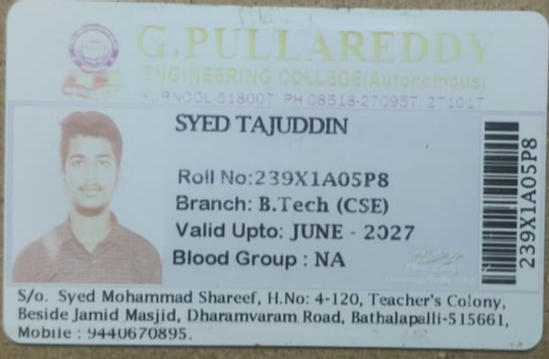 G.PULLAREDDY
ENGINEERING COLLEGE(Autonomous)
KURNOOL-518007 PH.08518-270957 271017
SYED TAJUDDIN
Roll No:239X1A05P8
Branch: B.Tech (CSE)
Valid Upto: JUNE - 2027
Blood Group : NA
239X1A05P8
S/o. Syed Mohammad Shareef, H.No: 4-120, Teacher's Colony,
Beside Jamid Masjid, Dharamvaram Road, Bathalapalli-515661,
Mobile : 9440670895.